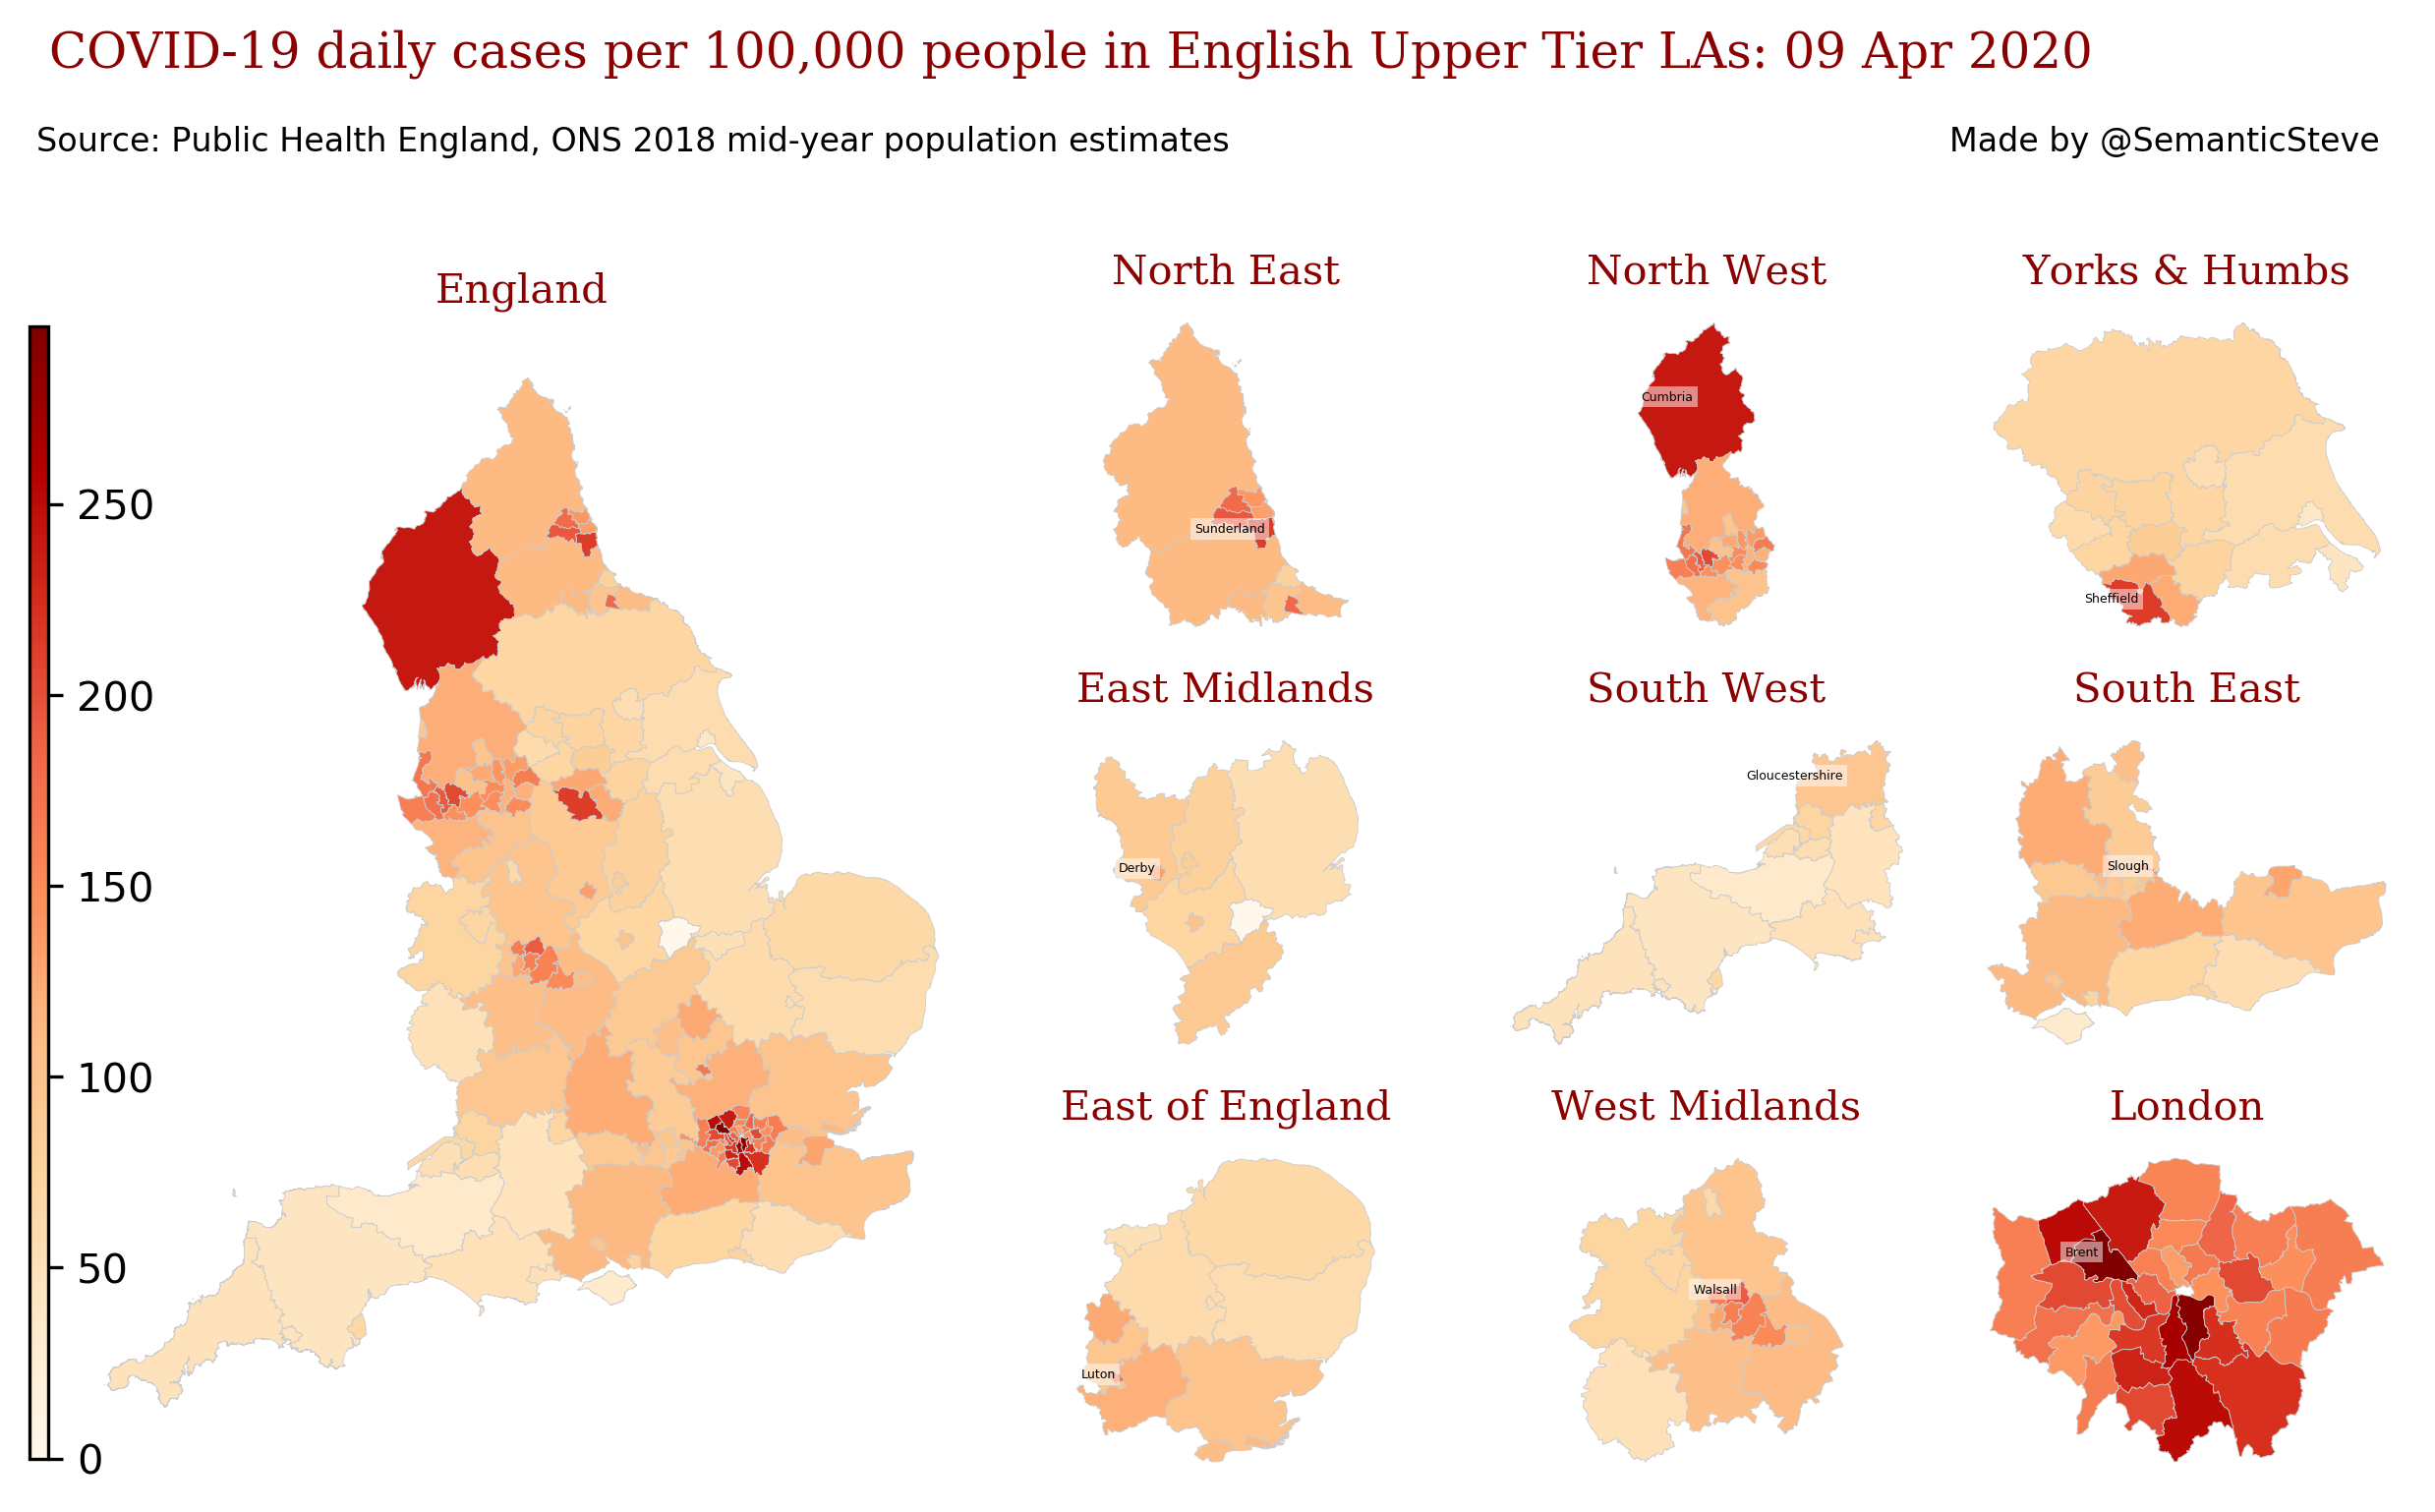 COVID-19 daily cases per 100,000 people in English Upper Tier LAs: 09 Apr 2020
Source: Public Health England, ONS 2018 mid-year population estimates
Made by @SemanticSteve
England
250
200
150
100
50
0
North East
Sunderland
North West
Cumbria
Yorks & Humbs
Sheffield
East Midlands
Derby
South West
Gloucestershire
South East
Slough
East of England
Luton
West Midlands
Walsall
London
Brent